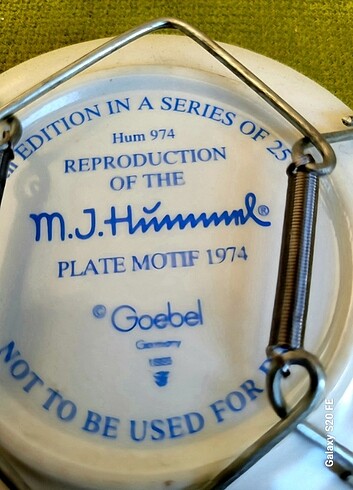 EDITION IN A SERIES OF 25
Hum 974
REPRODUCTION
OF THE
M.J. Hummel®
PLATE MOTIF 1974
© Goebel
Germany
NOT TO BE USED FOR
Galaxy S20 FE